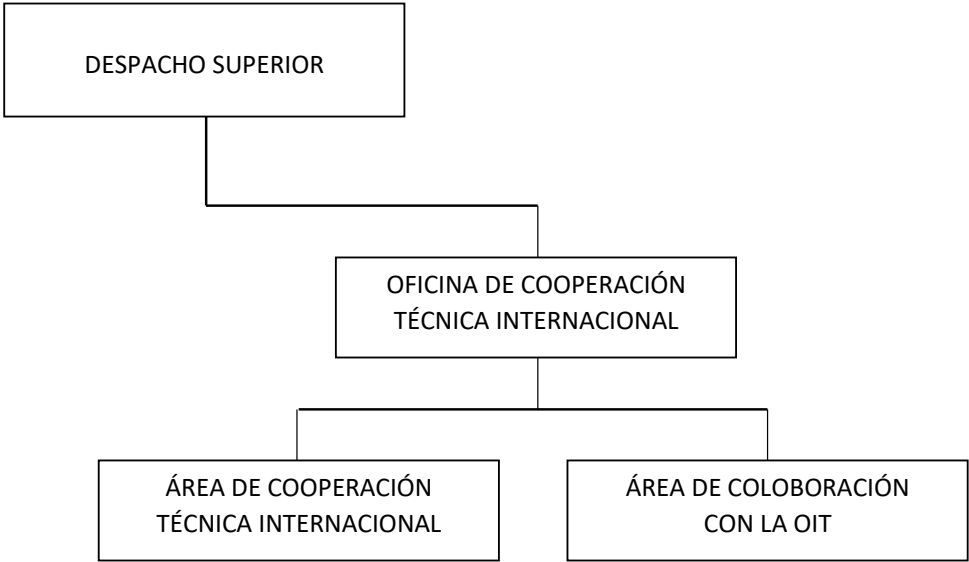 DESPACHO SUPERIOR
OFICINA DE COOPERACIÓN
TÉCNICA INTERNACIONAL
ÁREA DE COOPERACIÓN
TÉCNICA INTERNACIONAL
ÁREA DE COLOBORACIÓN
CON LA OIT